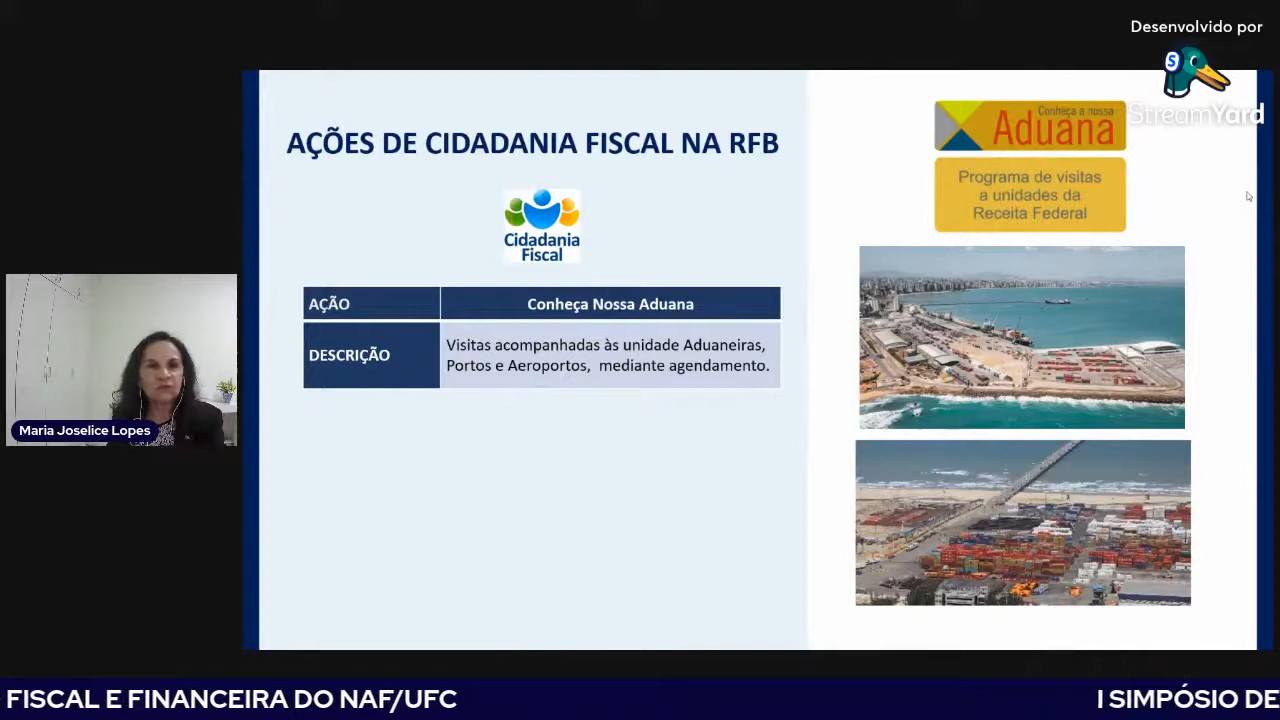 Desenvolvido por
StreamYard
AÇÕES DE CIDADANIA FISCAL NA RFB
Cidadania
Fiscal
AÇÃO
Conheça Nossa Aduana
DESCRIÇÃO
Visitas acompanhadas às unidade Aduaneiras,
Portos e Aeroportos, mediante agendamento.
Conheça a nossa
Aduana
Programa de visitas
a unidades da
Receita Federal
Maria Joselice Lopes
FISCAL E FINANCEIRA DO NAF/UFC
I SIMPÓSIO DE